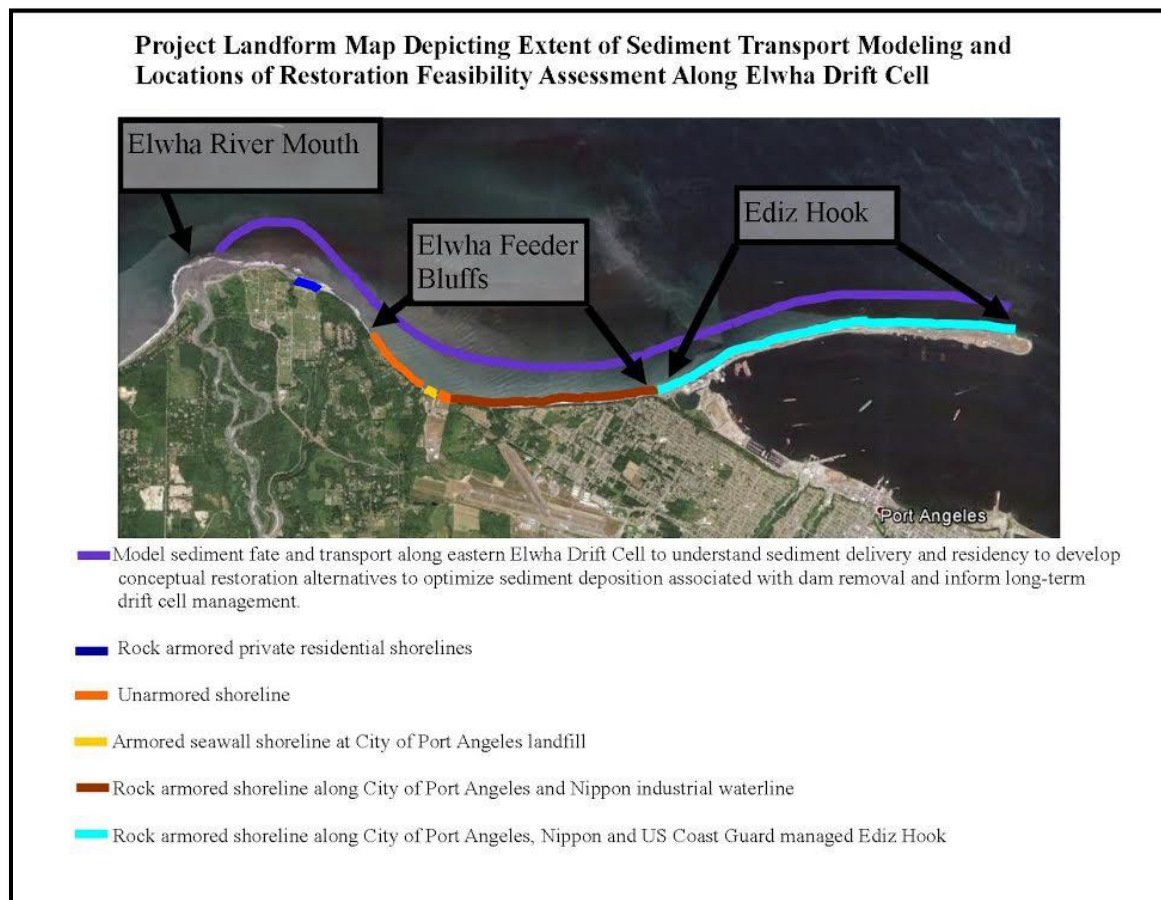 Project Landform Map Depicting Extent of Sediment Transport Modeling and
Locations of Restoration Feasibility Assessment Along Elwha Drift Cell
Elwha River Mouth
Ediz Hook
Elwha Feeder
Bluffs
Port Angeles
Model sediment fate and transport along eastern Elwha Drift Cell to understand sediment delivery and residency to develop
conceptual restoration alternatives to optimize sediment deposition associated with dam removal and inform long-term
drift cell management.
Rock armored private residential shorelines
Unarmored shoreline
Armored seawall shoreline at City of Port Angeles landfill
Rock armored shoreline along City of Port Angeles and Nippon industrial waterline
Rock armored shoreline along City of Port Angeles, Nippon and US Coast Guard managed Ediz Hook